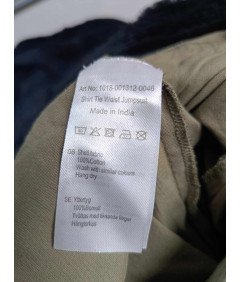 Art No: 1018-001312-0046
Shirt Tie Waist Jumpsuit
Made in India
GB Shell fabric
100%Cotton
Wash with similar colours
Hang dry
SE Yttertyg
100%Bomull
Tvättas med liknande färger
Hängtorkas